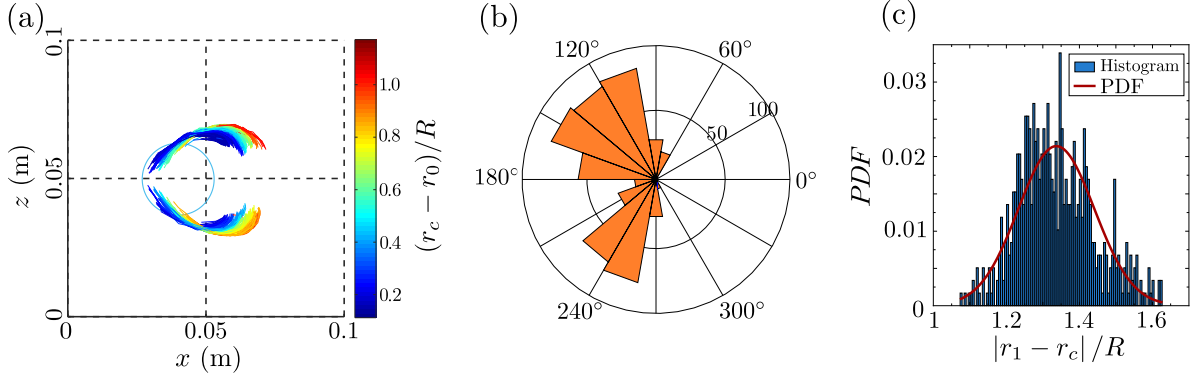 (a)
0.1
0.05
0
z (m)
0
0.05
0.1
x (m)
1.0
0.8
0.6
0.4
0.2
(r_c − r_0)/R
(b)
120°
60°
100
50
180°
0°
240°
300°
(c)
0.03
0.02
0.01
0
PDF
Histogram
PDF
1
1.2
1.4
1.6
|r_1 − r_c| /R